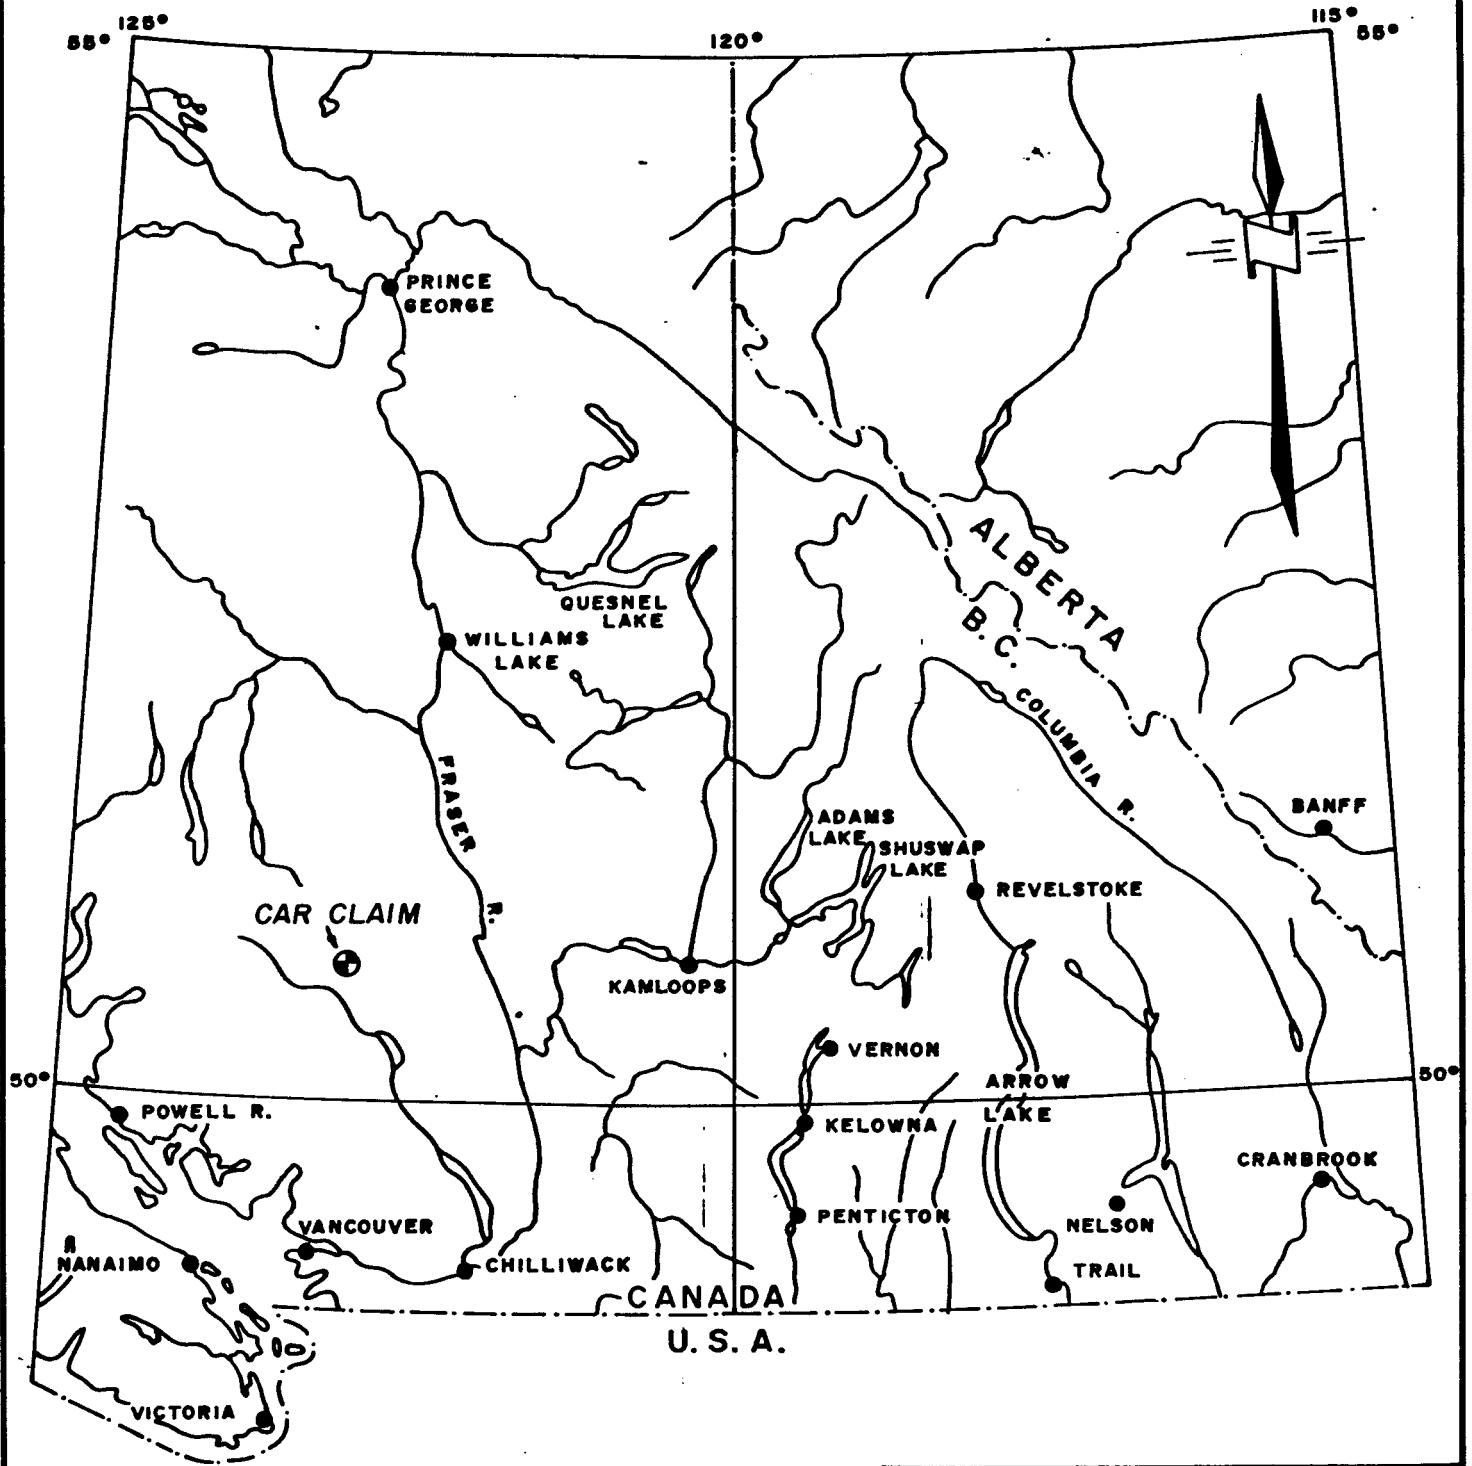 125°
55°
120°
115°
55°
PRINCE
GEORGE
QUESNEL
LAKE
WILLIAMS
LAKE
ALBERTA
B.C.
COLUMBIA R.
FRASER R.
BANFF
ADAMS
LAKE
SHUSWAP
LAKE
REVELSTOKE
CAR CLAIM
KAMLOOPS
VERNON
50°
50°
ARROW
LAKE
POWELL R.
KELOWNA
CRANBROOK
VANCOUVER
PENTICTON
NELSON
NANAIMO
CHILLIWACK
TRAIL
CANADA
U.S.A.
VICTORIA